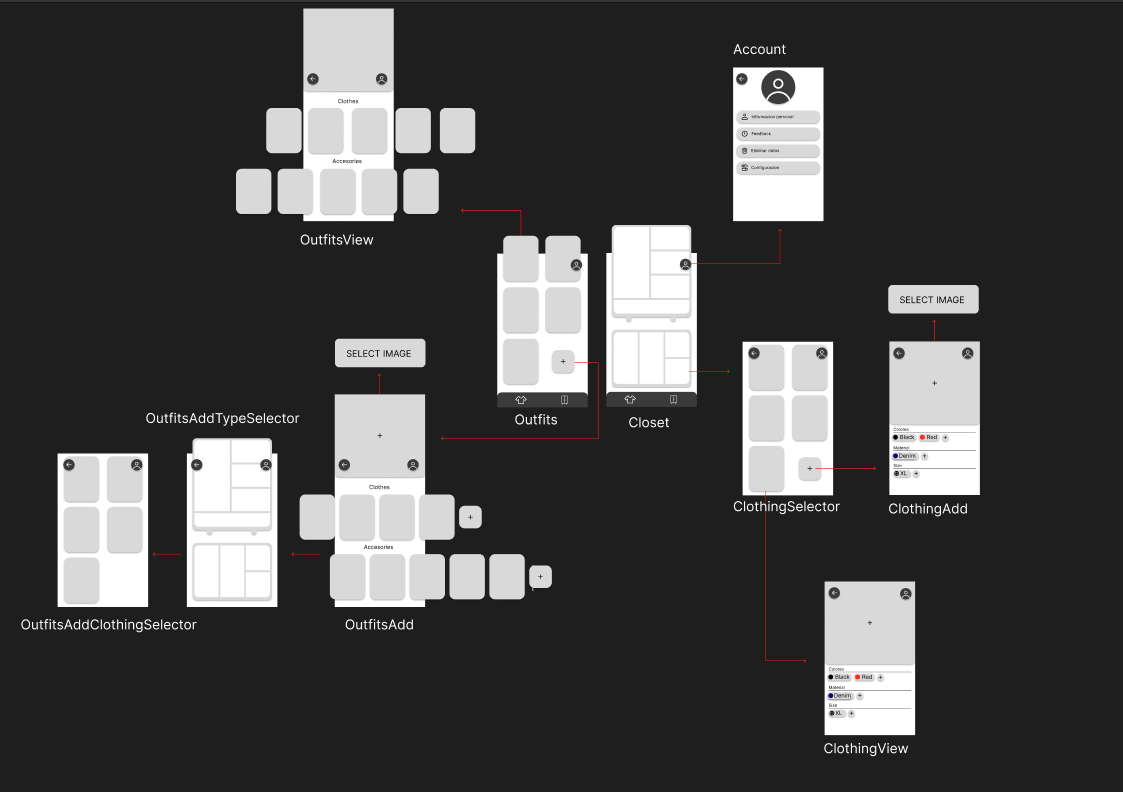 Clothes
Accesories
OutfitsView
Account
Informacion personal
Feedback
Eliminar datos
Configuracion
Outfits
Closet
SELECT IMAGE
OutfitsAddTypeSelector
Clothes
Accesories
OutfitsAddClothingSelector
OutfitsAdd
ClothingSelector
SELECT IMAGE
Colores
Black
Red
Material
Denim
Size
XL
ClothingAdd
Colores
Black
Red
Material
Denim
Size
XL
ClothingView